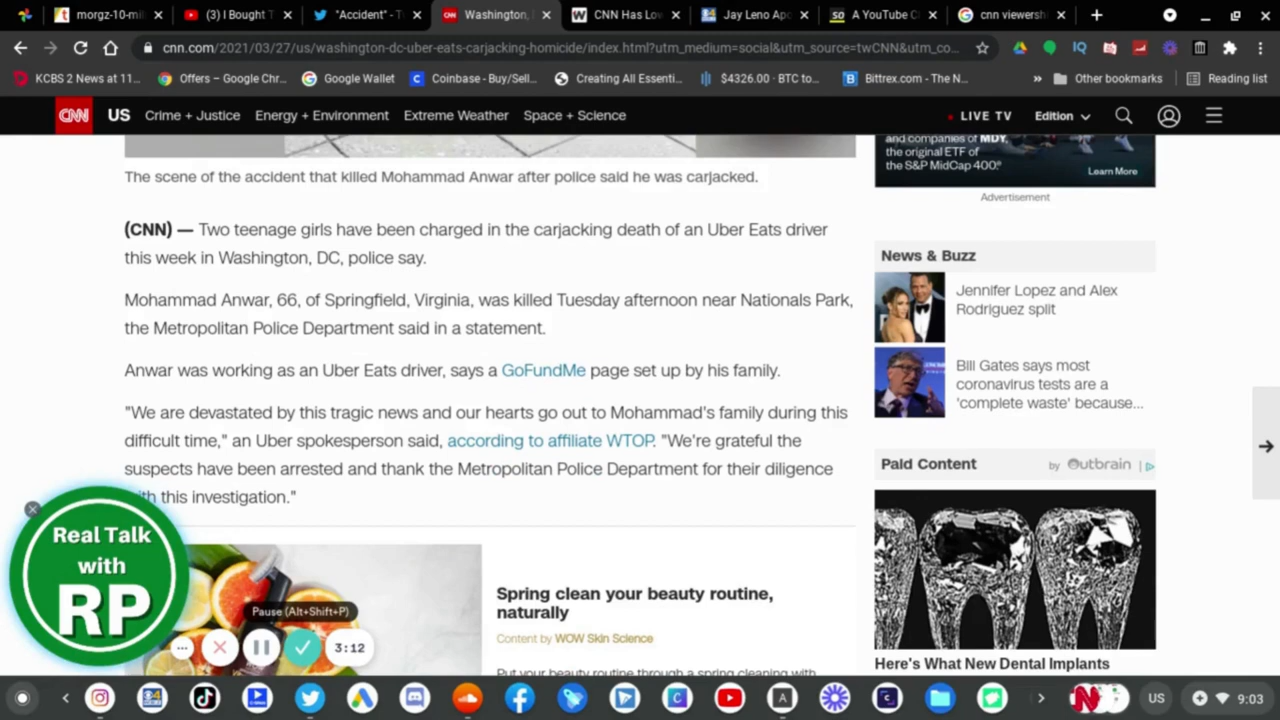 morgz-10-mil
(3) I Bought T
"Accident" - T
Washington,
CNN Has Lo
Jay Leno Apo
A YouTube C
cnn viewersh
cnn.com/2021/03/27/us/washington-dc-uber-eats-carjacking-homicide/index.html?utm_medium=social&utm_source=twCNN&utm_co...
KCBS 2 News at 11...
Offers – Google Chr...
Google Wallet
Coinbase - Buy/Sell...
Creating All Essenti...
$4326.00 · BTC to...
Bittrex.com - The N...
Other bookmarks
Reading list
CNN US Crime + Justice Energy + Environment Extreme Weather Space + Science LIVE TV Edition
and companies of MDY,
the original ETF of
the S&P MidCap 400.®
Learn More
Advertisement
The scene of the accident that killed Mohammad Anwar after police said he was carjacked.
(CNN) — Two teenage girls have been charged in the carjacking death of an Uber Eats driver
this week in Washington, DC, police say.
Mohammad Anwar, 66, of Springfield, Virginia, was killed Tuesday afternoon near Nationals Park,
the Metropolitan Police Department said in a statement.
Anwar was working as an Uber Eats driver, says a GoFundMe page set up by his family.
"We are devastated by this tragic news and our hearts go out to Mohammad's family during this
difficult time," an Uber spokesperson said, according to affiliate WTOP. "We're grateful the
suspects have been arrested and thank the Metropolitan Police Department for their diligence
with this investigation."
News & Buzz
Jennifer Lopez and Alex
Rodriguez split
Bill Gates says most
coronavirus tests are a
'complete waste' because...
Paid Content
by Outbrain
Here's What New Dental Implants
Spring clean your beauty routine,
naturally
Content by WOW Skin Science
Put your beauty routine through a spring cleaning with
Real Talk
with
RP
Pause (Alt+Shift+P)
3:12
US
9:03